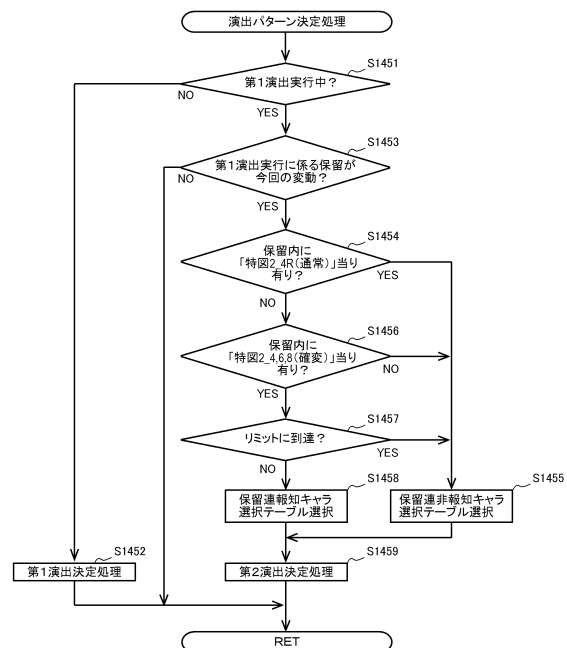 演出パターン決定処理
S1451
第1演出実行中？
NO
YES
S1453
第1演出実行に係る保留が
今回の変動？
NO
YES
S1454
保留内に
「特図2_4R(通常)」当り
有り？
YES
NO
S1456
保留内に
「特図2_4,6,8(確変)」当り
有り？
NO
YES
S1457
リミットに到達？
YES
NO
S1458
保留連報知キャラ
選択テーブル選択
S1455
保留連非報知キャラ
選択テーブル選択
S1452
第1演出決定処理
S1459
第2演出決定処理
RET